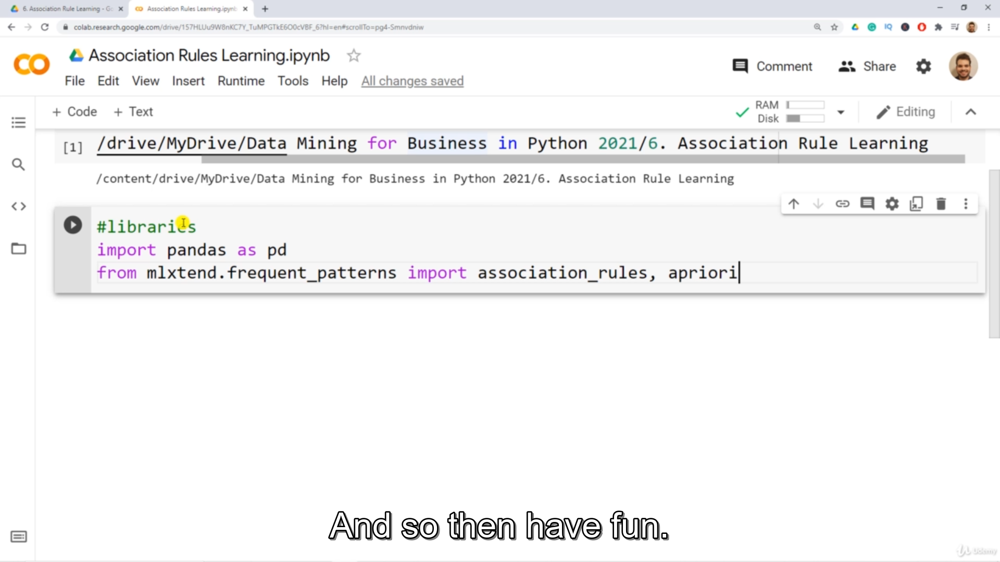 6. Association Rule Learning - Go
Association Rules Learning.ipynb
colab.research.google.com/drive/157HLUu9W8nKC7Y_TuMPGTkE6O0cVBF_6?hl=en#scrollTo=pg4-Smnvdniw
Association Rules Learning.ipynb
Comment
Share
File Edit View Insert Runtime Tools Help All changes saved
+ Code + Text
RAM
Disk
Editing
[1] /drive/MyDrive/Data Mining for Business in Python 2021/6. Association Rule Learning
/content/drive/MyDrive/Data Mining for Business in Python 2021/6. Association Rule Learning
#libraries
import pandas as pd
from mlxtend.frequent_patterns import association_rules, apriori
And so then have fun.
Udemy